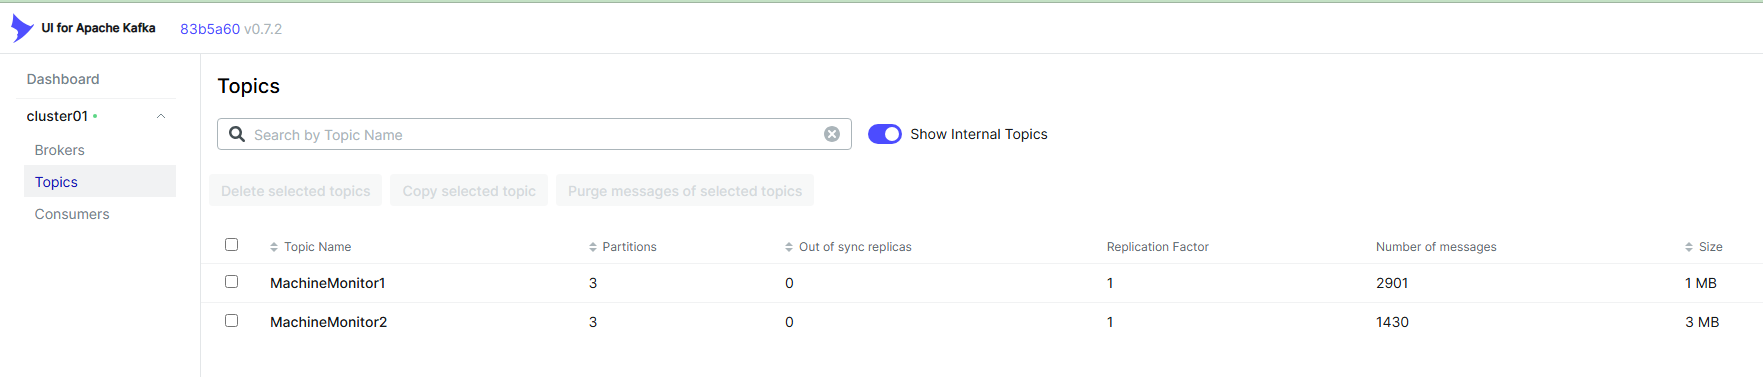 UI for Apache Kafka 83b5a60 v0.7.2
Dashboard
cluster01
Brokers
Topics
Consumers
Topics
Search by Topic Name
Show Internal Topics
Delete selected topics Copy selected topic Purge messages of selected topics
Topic Name Partitions Out of sync replicas Replication Factor Number of messages Size
MachineMonitor1 3 0 1 2901 1 MB
MachineMonitor2 3 0 1 1430 3 MB